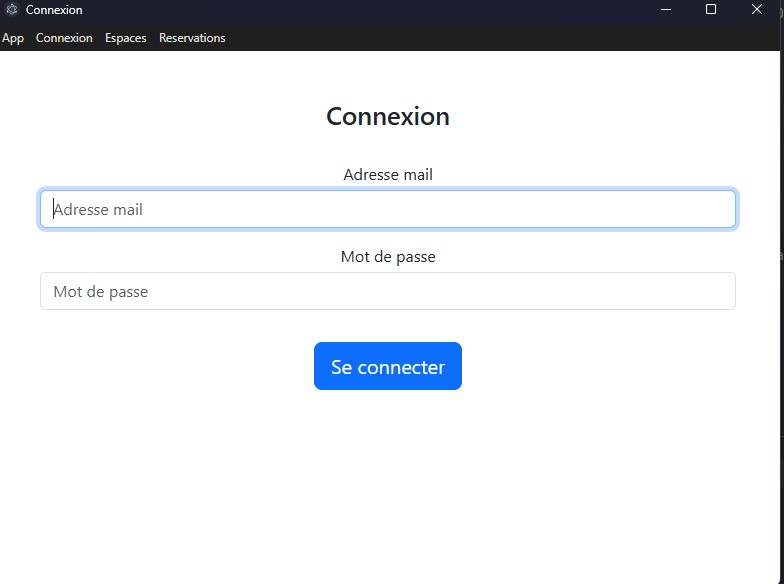 Connexion
App Connexion Espaces Reservations
Connexion
Adresse mail
Adresse mail
Mot de passe
Mot de passe
Se connecter